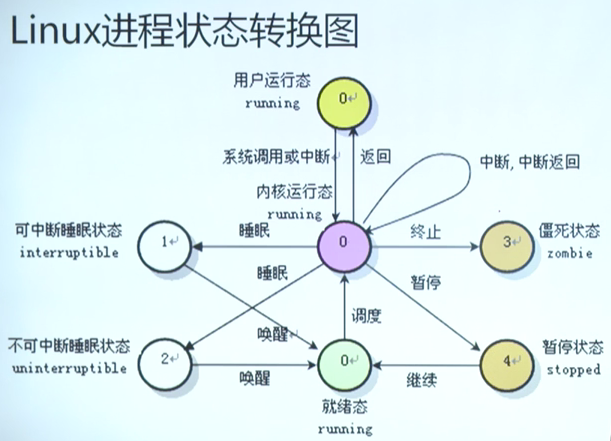 Linux进程状态转换图
用户运行态
running
0
系统调用或中断
返回
内核运行态
running
中断, 中断返回
可中断睡眠状态
interruptible
1
睡眠
0
终止
3
僵死状态
zombie
睡眠
暂停
唤醒
调度
不可中断睡眠状态
uninterruptible
2
唤醒
0
继续
4
暂停状态
stopped
就绪态
running